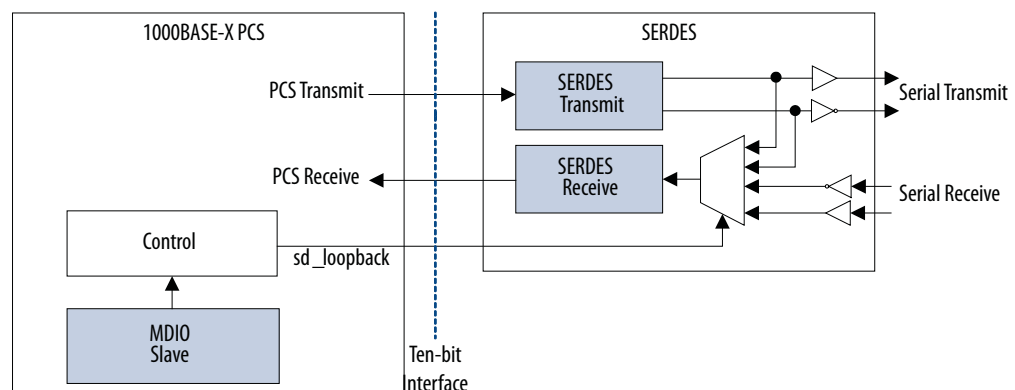 1000BASE-X PCS
SERDES
PCS Transmit
SERDES
Transmit
Serial Transmit
PCS Receive
SERDES
Receive
Serial Receive
Control
sd_loopback
MDIO
Slave
Ten-bit
Interface